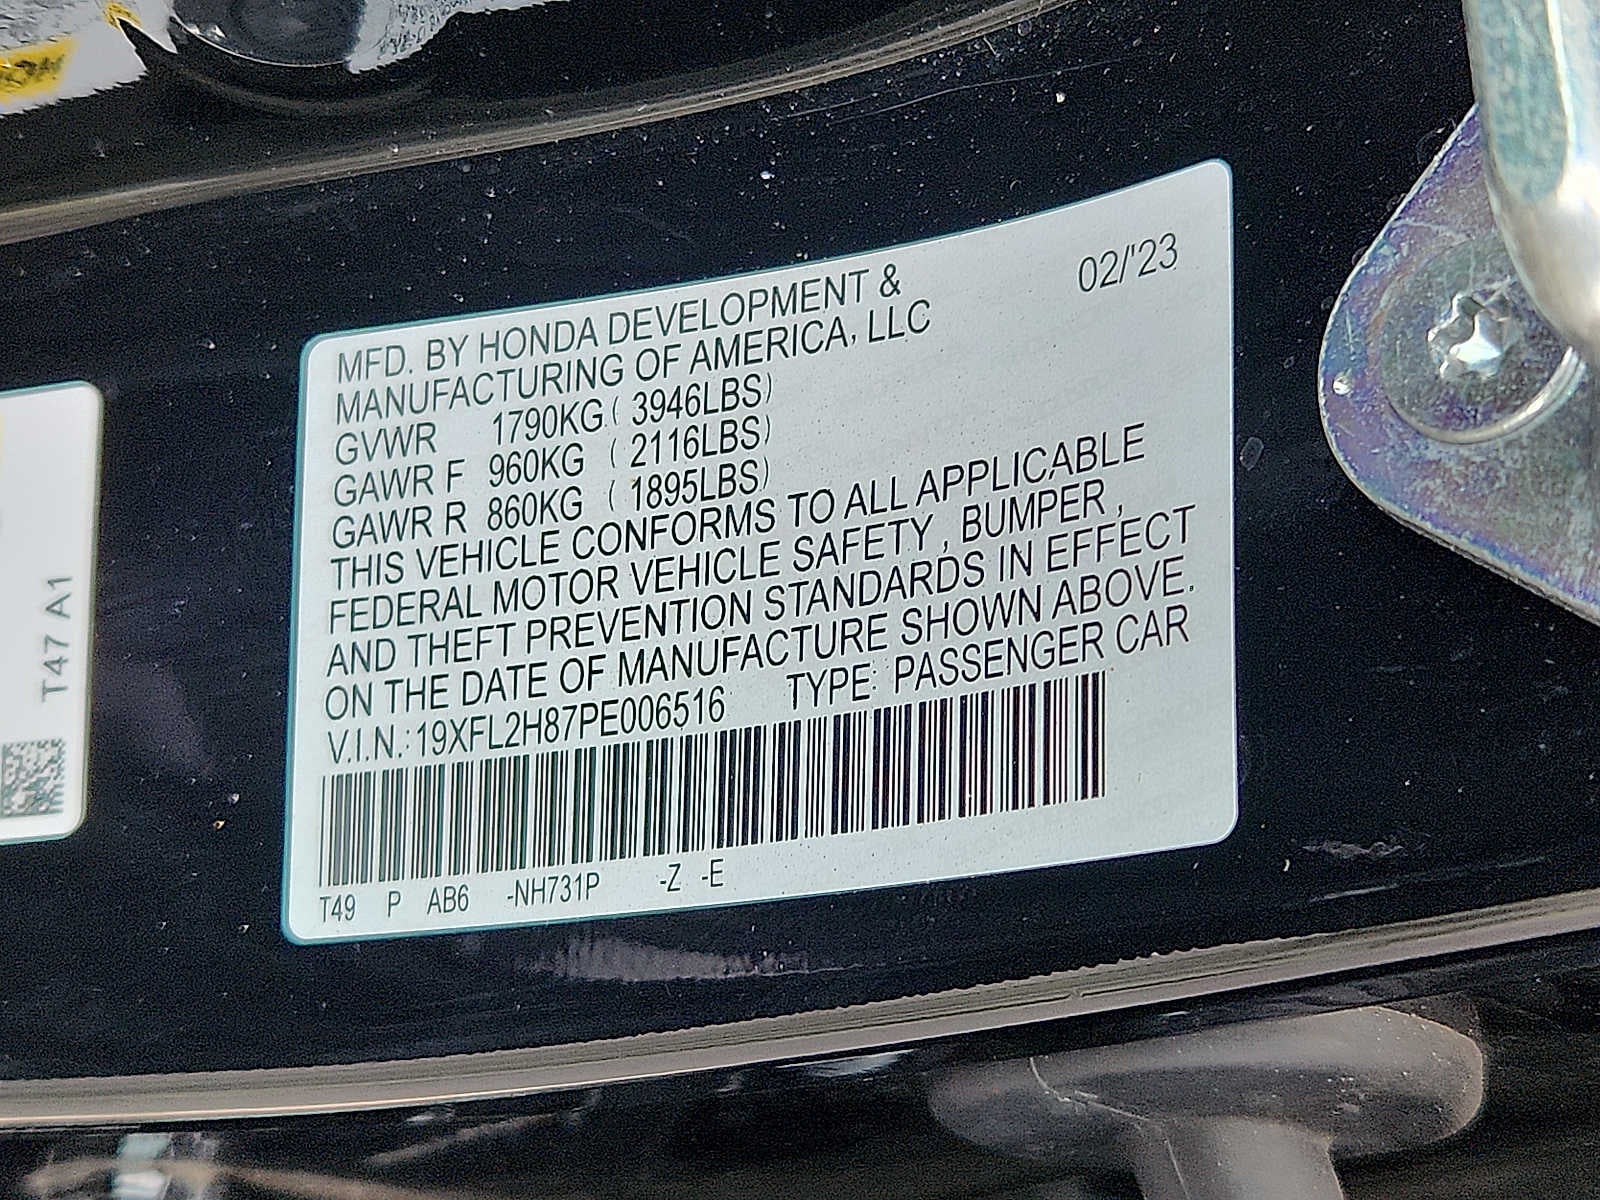 MFD. BY HONDA DEVELOPMENT &
MANUFACTURING OF AMERICA, LLC
02/'23
GVWR 1790KG ( 3946LBS)
GAWR F 960KG ( 2116LBS)
GAWR R 860KG ( 1895LBS)
THIS VEHICLE CONFORMS TO ALL APPLICABLE
FEDERAL MOTOR VEHICLE SAFETY , BUMPER ,
AND THEFT PREVENTION STANDARDS IN EFFECT
ON THE DATE OF MANUFACTURE SHOWN ABOVE.
V.I.N.: 19XFL2H87PE006516 TYPE: PASSENGER CAR
T49 P AB6 -NH731P -Z -E
T47 A1